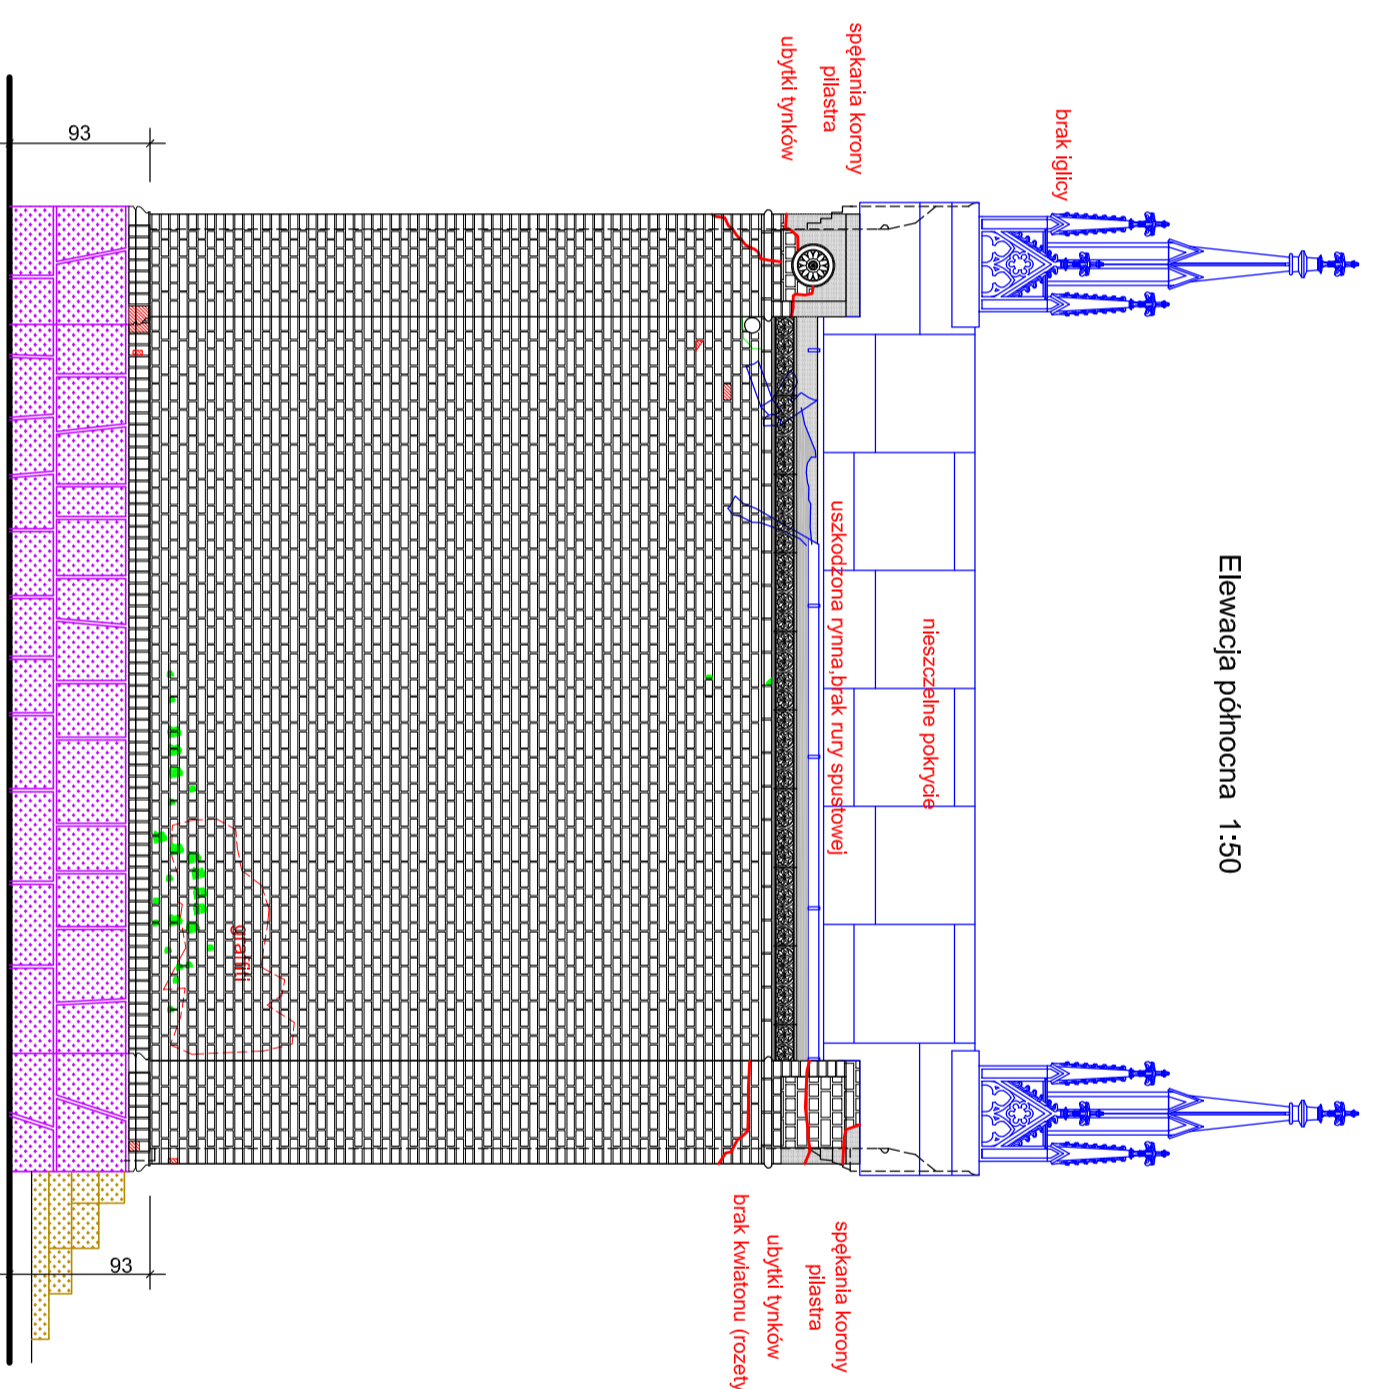 Elewacja północna 1:50
brak iglicy
spękania korony
pilastra
ubytki tynków
nieszczelne pokrycie
uszkodzona rynna,brak rury spustowej
spękania korony
pilastra
ubytki tynków
brak kwiatonu (rozety
graffiti
93
93